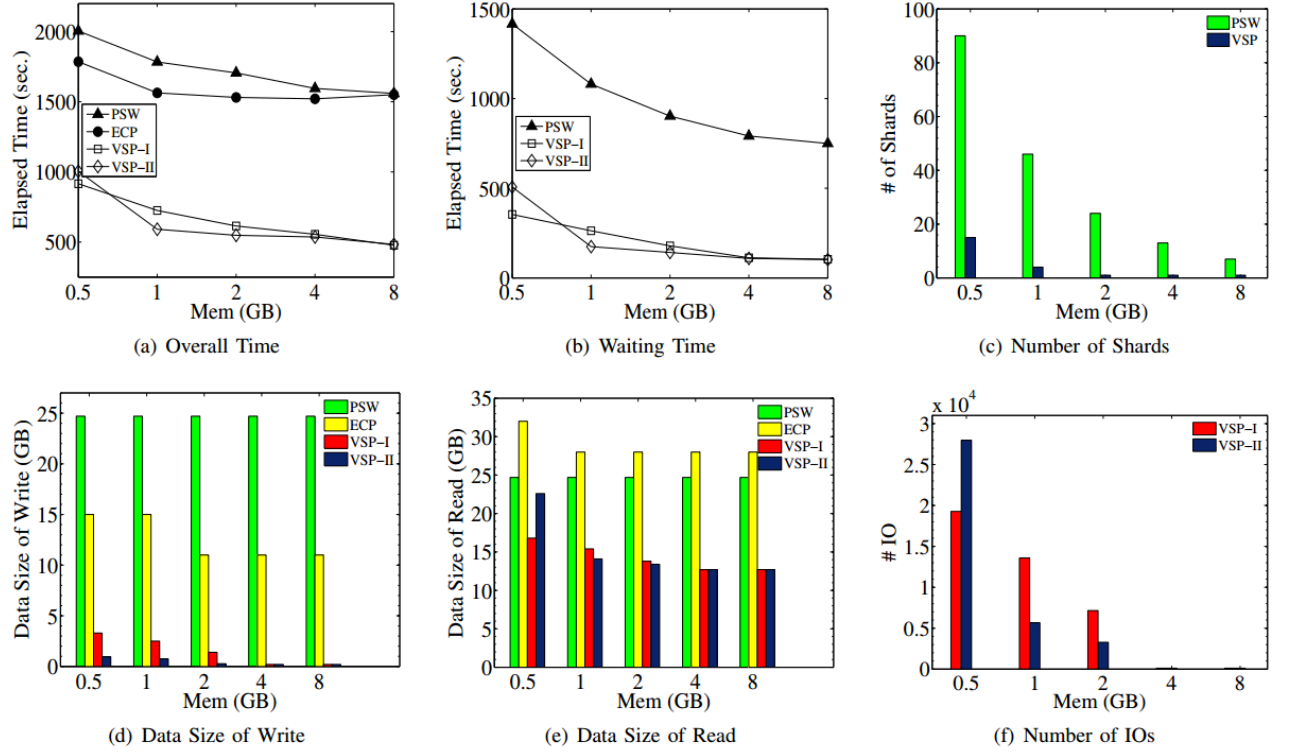 2000
1500
1000
500
Elapsed Time (sec.)
PSW
ECP
VSP-I
VSP-II
0.5 1 2 4 8
Mem (GB)
(a) Overall Time
1500
1000
500
0
Elapsed Time (sec.)
PSW
ECP
VSP-I
VSP-II
0.5 1 2 4 8
Mem (GB)
(b) Waiting Time
100
80
60
40
20
0
# of Shards
PSW
VSP
0.5 1 2 4 8
Mem (GB)
(c) Number of Shards
25
20
15
10
5
0
Data Size of Write (GB)
PSW
ECP
VSP-I
VSP-II
0.5 1 2 4 8
Mem (GB)
(d) Data Size of Write
35
30
25
20
15
10
5
0
Data Size of Read (GB)
PSW
ECP
VSP-I
VSP-II
0.5 1 2 4 8
Mem (GB)
(e) Data Size of Read
x 10^4
3
2.5
2
1.5
1
0.5
0
# IO
VSP-I
VSP-II
0.5 1 2 4 8
Mem (GB)
(f) Number of IOs